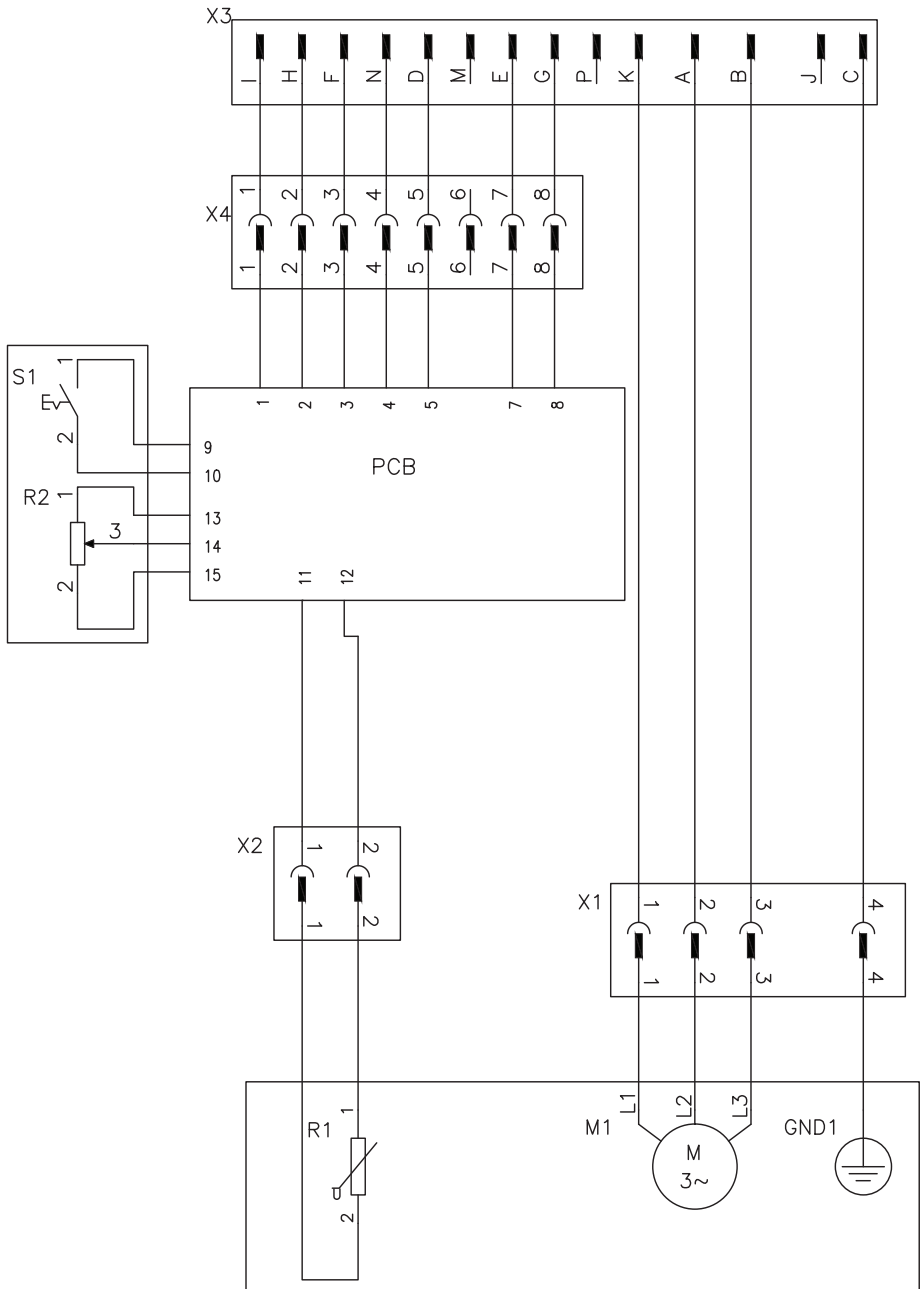 X3
I H F N D M E G P K A B J C
1 2 3 4 5 6 7 8
X4
1 2 3 4 5 6 7 8
S1
1
2
1 2 3 4 5 7 8
PCB
9
10
R2
1
3
2
13
14
15
11 12
X2
1 2
1 2
X1
1 2 3 4
1 2 3 4
R1
1
2
L1 L2 L3
M1
M
3~
GND1